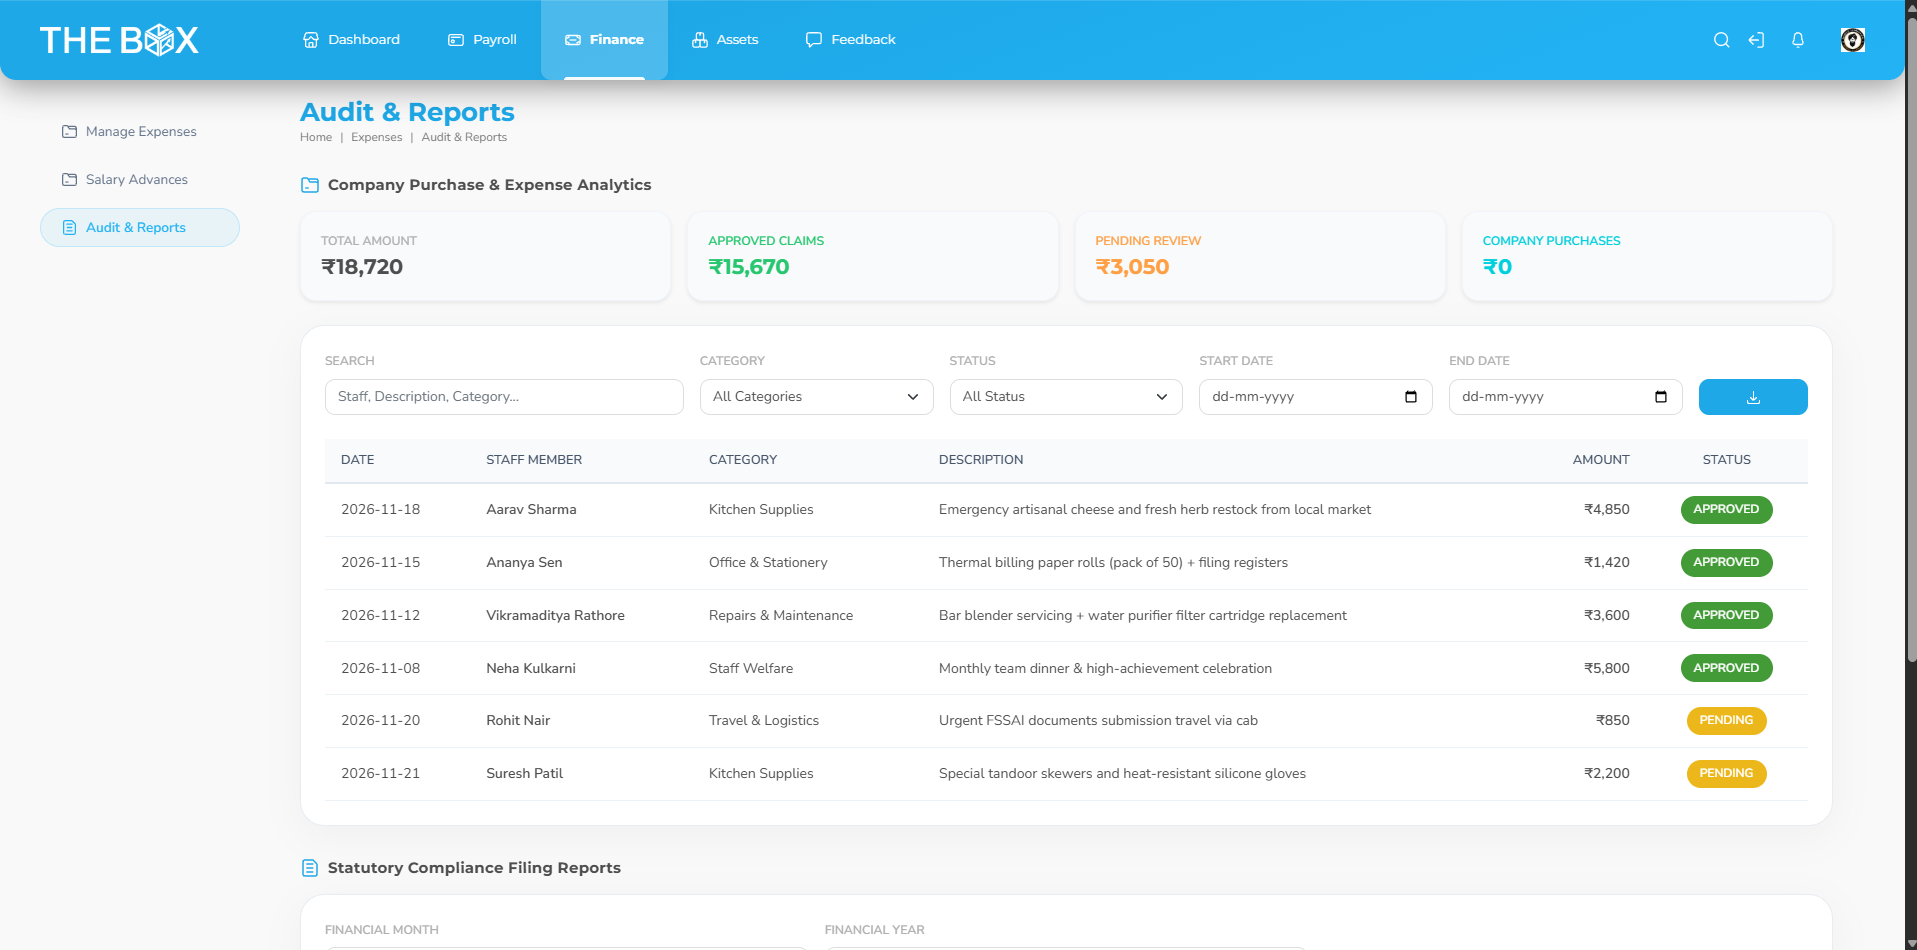 THE BOX
Dashboard
Payroll
Finance
Assets
Feedback
Manage Expenses
Salary Advances
Audit & Reports
Audit & Reports
Home | Expenses | Audit & Reports
Company Purchase & Expense Analytics
TOTAL AMOUNT
₹18,720
APPROVED CLAIMS
₹15,670
PENDING REVIEW
₹3,050
COMPANY PURCHASES
₹0
SEARCH
Staff, Description, Category...
CATEGORY
All Categories
STATUS
All Status
START DATE
dd-mm-yyyy
END DATE
dd-mm-yyyy
DATE STAFF MEMBER CATEGORY DESCRIPTION AMOUNT STATUS
2026-11-18 Aarav Sharma Kitchen Supplies Emergency artisanal cheese and fresh herb restock from local market ₹4,850 APPROVED
2026-11-15 Ananya Sen Office & Stationery Thermal billing paper rolls (pack of 50) + filing registers ₹1,420 APPROVED
2026-11-12 Vikramaditya Rathore Repairs & Maintenance Bar blender servicing + water purifier filter cartridge replacement ₹3,600 APPROVED
2026-11-08 Neha Kulkarni Staff Welfare Monthly team dinner & high-achievement celebration ₹5,800 APPROVED
2026-11-20 Rohit Nair Travel & Logistics Urgent FSSAI documents submission travel via cab ₹850 PENDING
2026-11-21 Suresh Patil Kitchen Supplies Special tandoor skewers and heat-resistant silicone gloves ₹2,200 PENDING
Statutory Compliance Filing Reports
FINANCIAL MONTH
FINANCIAL YEAR